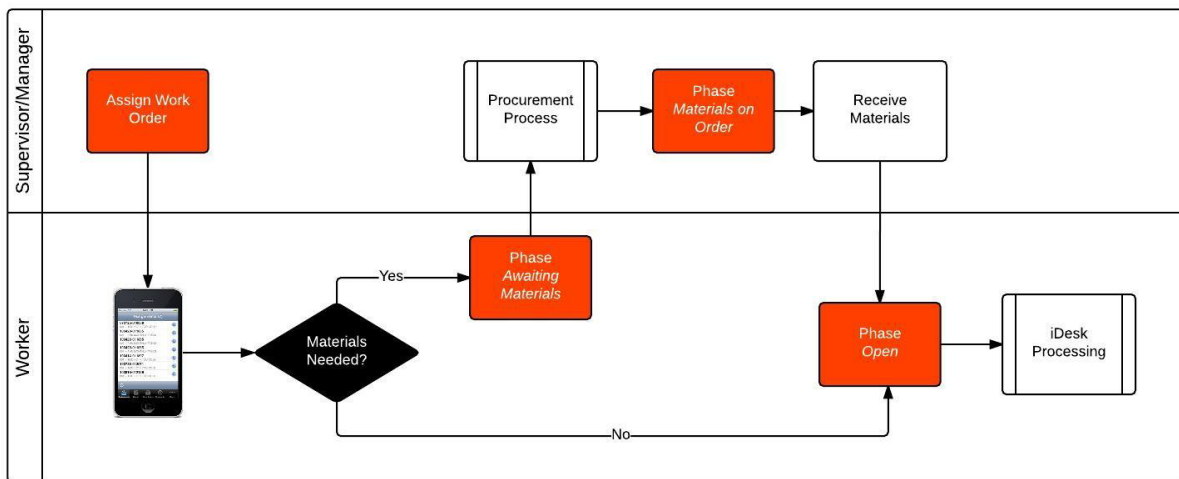 Supervisor/Manager
Assign Work
Order
Procurement
Process
Phase
Materials on
Order
Receive
Materials
Worker
Materials
Needed?
Yes
Phase
Awaiting
Materials
No
Phase
Open
iDesk
Processing